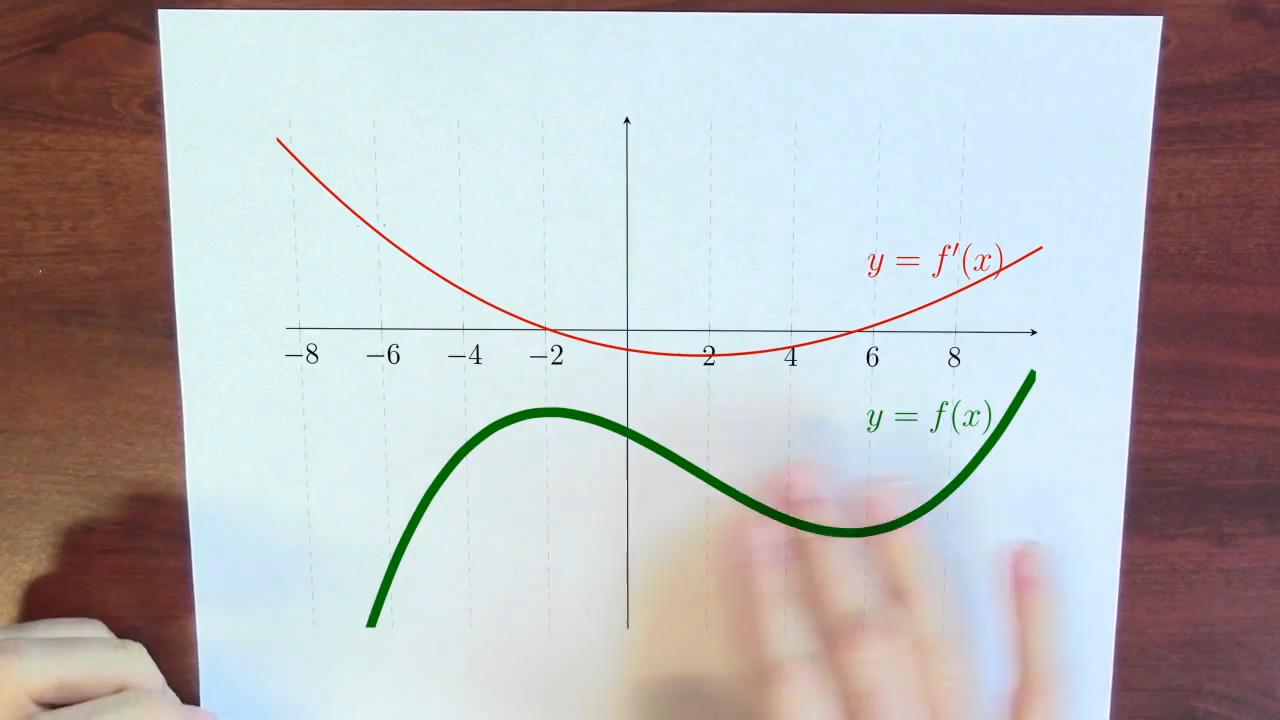 y = f′(x)
−8 −6 −4 −2 2 4 6 8
y = f(x)